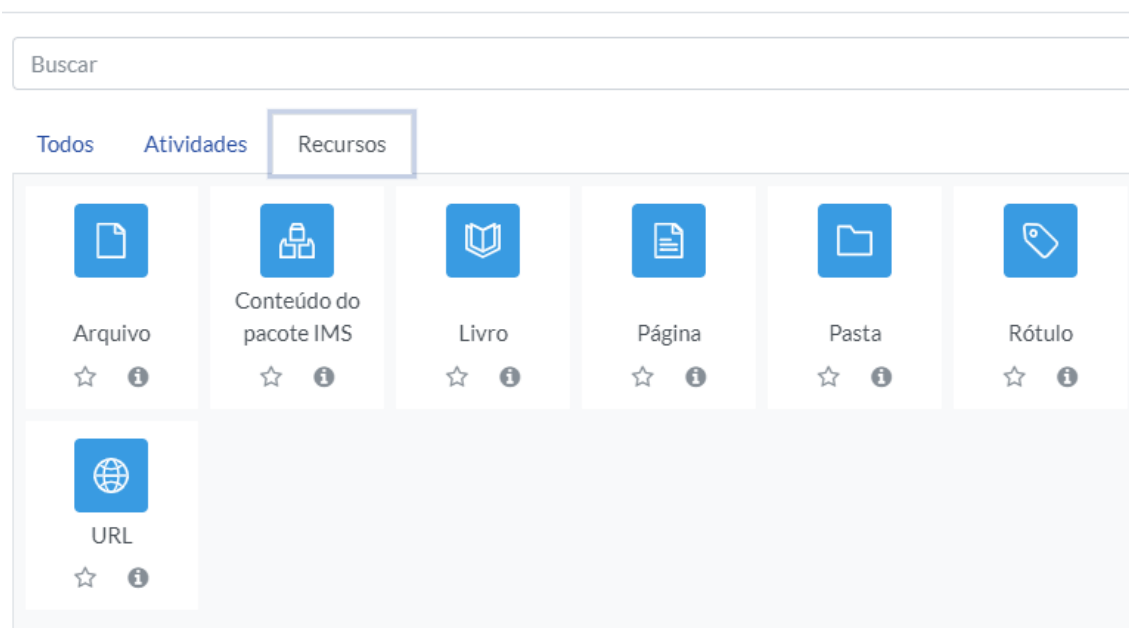 Buscar
Todos Atividades Recursos
Arquivo
Conteúdo do
pacote IMS
Livro
Página
Pasta
Rótulo
URL